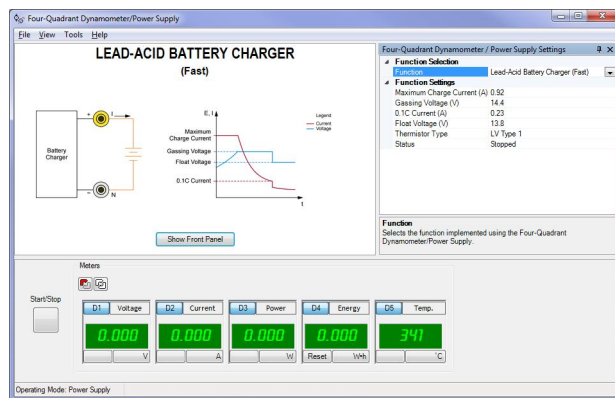 Four-Quadrant Dynamometer/Power Supply
File View Tools Help
LEAD-ACID BATTERY CHARGER
(Fast)
Battery
Charger
+
I
-
N
E, I
Maximum
Charge Current
Gassing Voltage
Float Voltage
0.1C Current
t
Legend
Current
Voltage
Show Front Panel
Four-Quadrant Dynamometer / Power Supply Settings
Function Selection
Function Lead-Acid Battery Charger (Fast)
Function Settings
Maximum Charge Current (A) 0.92
Gassing Voltage (V) 14.4
0.1C Current (A) 0.23
Float Voltage (V) 13.8
Thermistor Type LV Type 1
Status Stopped
Function
Selects the function implemented using the Four-Quadrant
Dynamometer/Power Supply.
Meters
Start/Stop
D1 Voltage D2 Current D3 Power D4 Energy D5 Temp.
0.000 0.000 0.000 0.000 341
V A W Reset W•h °C
Operating Mode: Power Supply